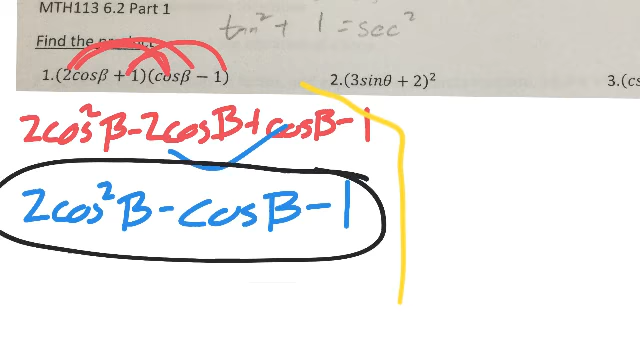 MTH113 6.2 Part 1
tan² + 1 = sec²
Find the product
1.(2cosβ + 1)(cosβ − 1)
2.(3sinθ + 2)²
3.(cs
2cos²β-2cosβ+cosβ-1
2cos²β-cosβ-1